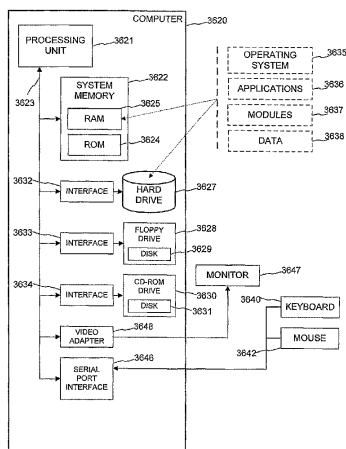 COMPUTER 3620
PROCESSING
UNIT
3621
3623
SYSTEM
MEMORY
3622
RAM
3625
ROM
3624
OPERATING
SYSTEM
3635
APPLICATIONS
3636
MODULES
3637
DATA
3638
3632
INTERFACE
HARD
DRIVE
3627
3633
INTERFACE
FLOPPY
DRIVE
3628
DISK
3629
3634
INTERFACE
CD-ROM
DRIVE
3630
DISK
3631
MONITOR
3647
3640
KEYBOARD
MOUSE
3642
VIDEO
ADAPTER
3648
SERIAL
PORT
INTERFACE
3646